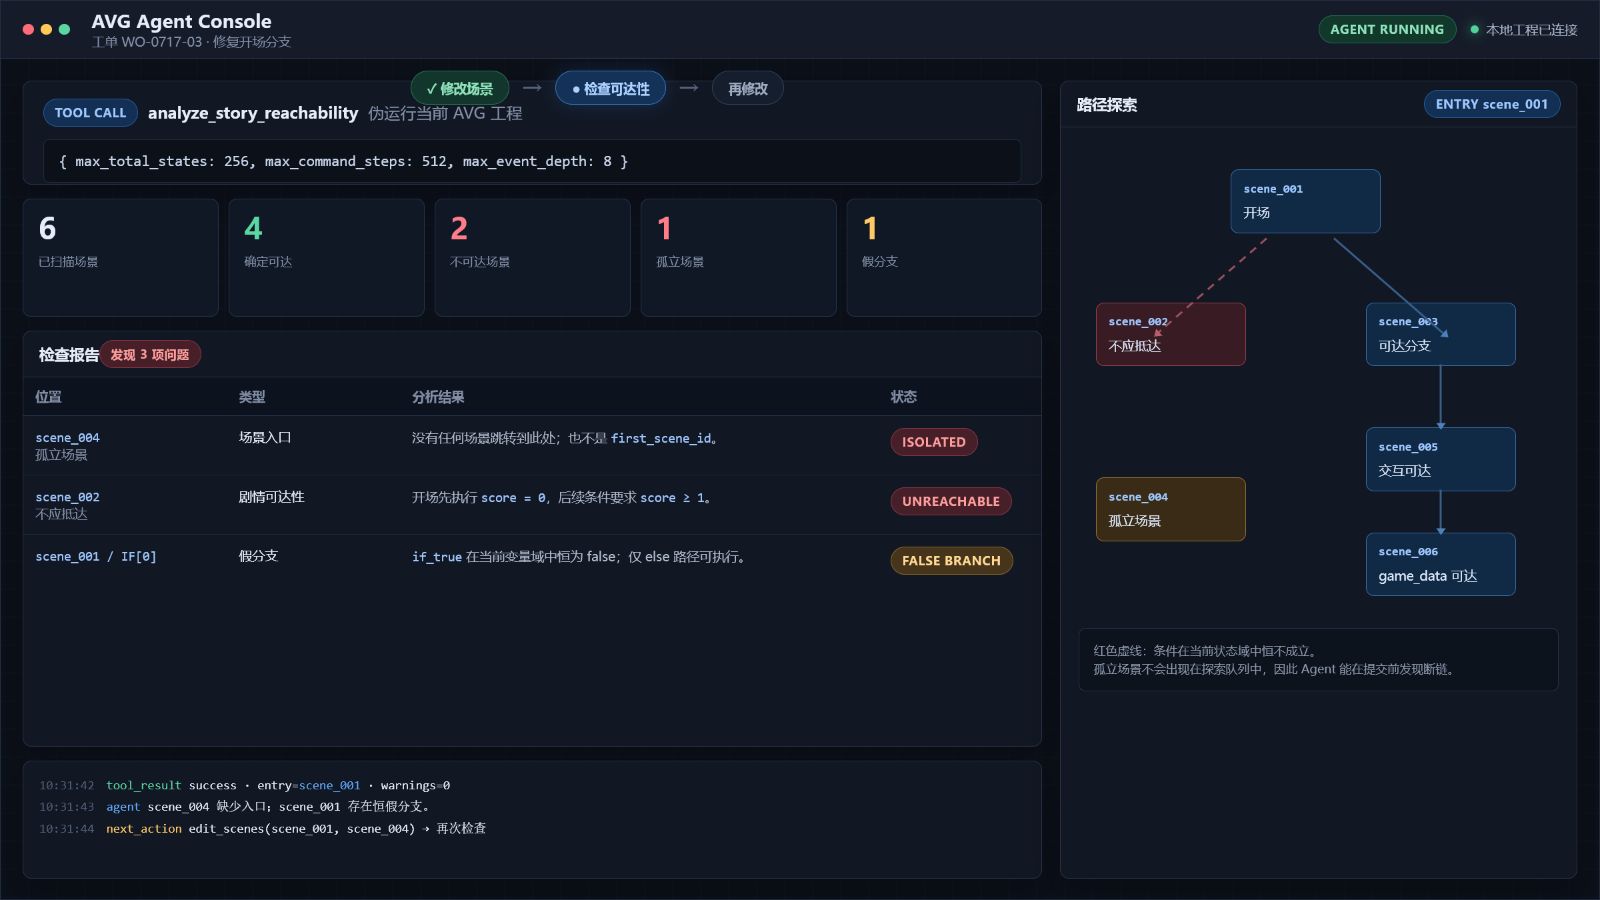 AVG Agent Console
工单 WO-0717-03 · 修复开场分支
AGENT RUNNING
本地工程已连接
✓ 修改场景 → ● 检查可达性 → 再修改
TOOL CALL analyze_story_reachability 伪运行当前 AVG 工程
{ max_total_states: 256, max_command_steps: 512, max_event_depth: 8 }
6
已扫描场景
4
确定可达
2
不可达场景
1
孤立场景
1
假分支
检查报告 发现 3 项问题
位置 类型 分析结果 状态
scene_004 场景入口 没有任何场景跳转到此处；也不是 first_scene_id。 ISOLATED
孤立场景
scene_002 剧情可达性 开场先执行 score = 0，后续条件要求 score ≥ 1。 UNREACHABLE
不应抵达
scene_001 / IF[0] 假分支 if_true 在当前变量域中恒为 false；仅 else 路径可执行。 FALSE BRANCH
10:31:42 tool_result success · entry=scene_001 · warnings=0
10:31:43 agent scene_004 缺少入口；scene_001 存在恒假分支。
10:31:44 next_action edit_scenes(scene_001, scene_004) → 再次检查
路径探索
ENTRY scene_001
scene_001
开场
scene_002
不应抵达
scene_003
可达分支
scene_005
交互可达
scene_004
孤立场景
scene_006
game_data 可达
红色虚线：条件在当前状态域中恒不成立。
孤立场景不会出现在探索队列中，因此 Agent 能在提交前发现断链。